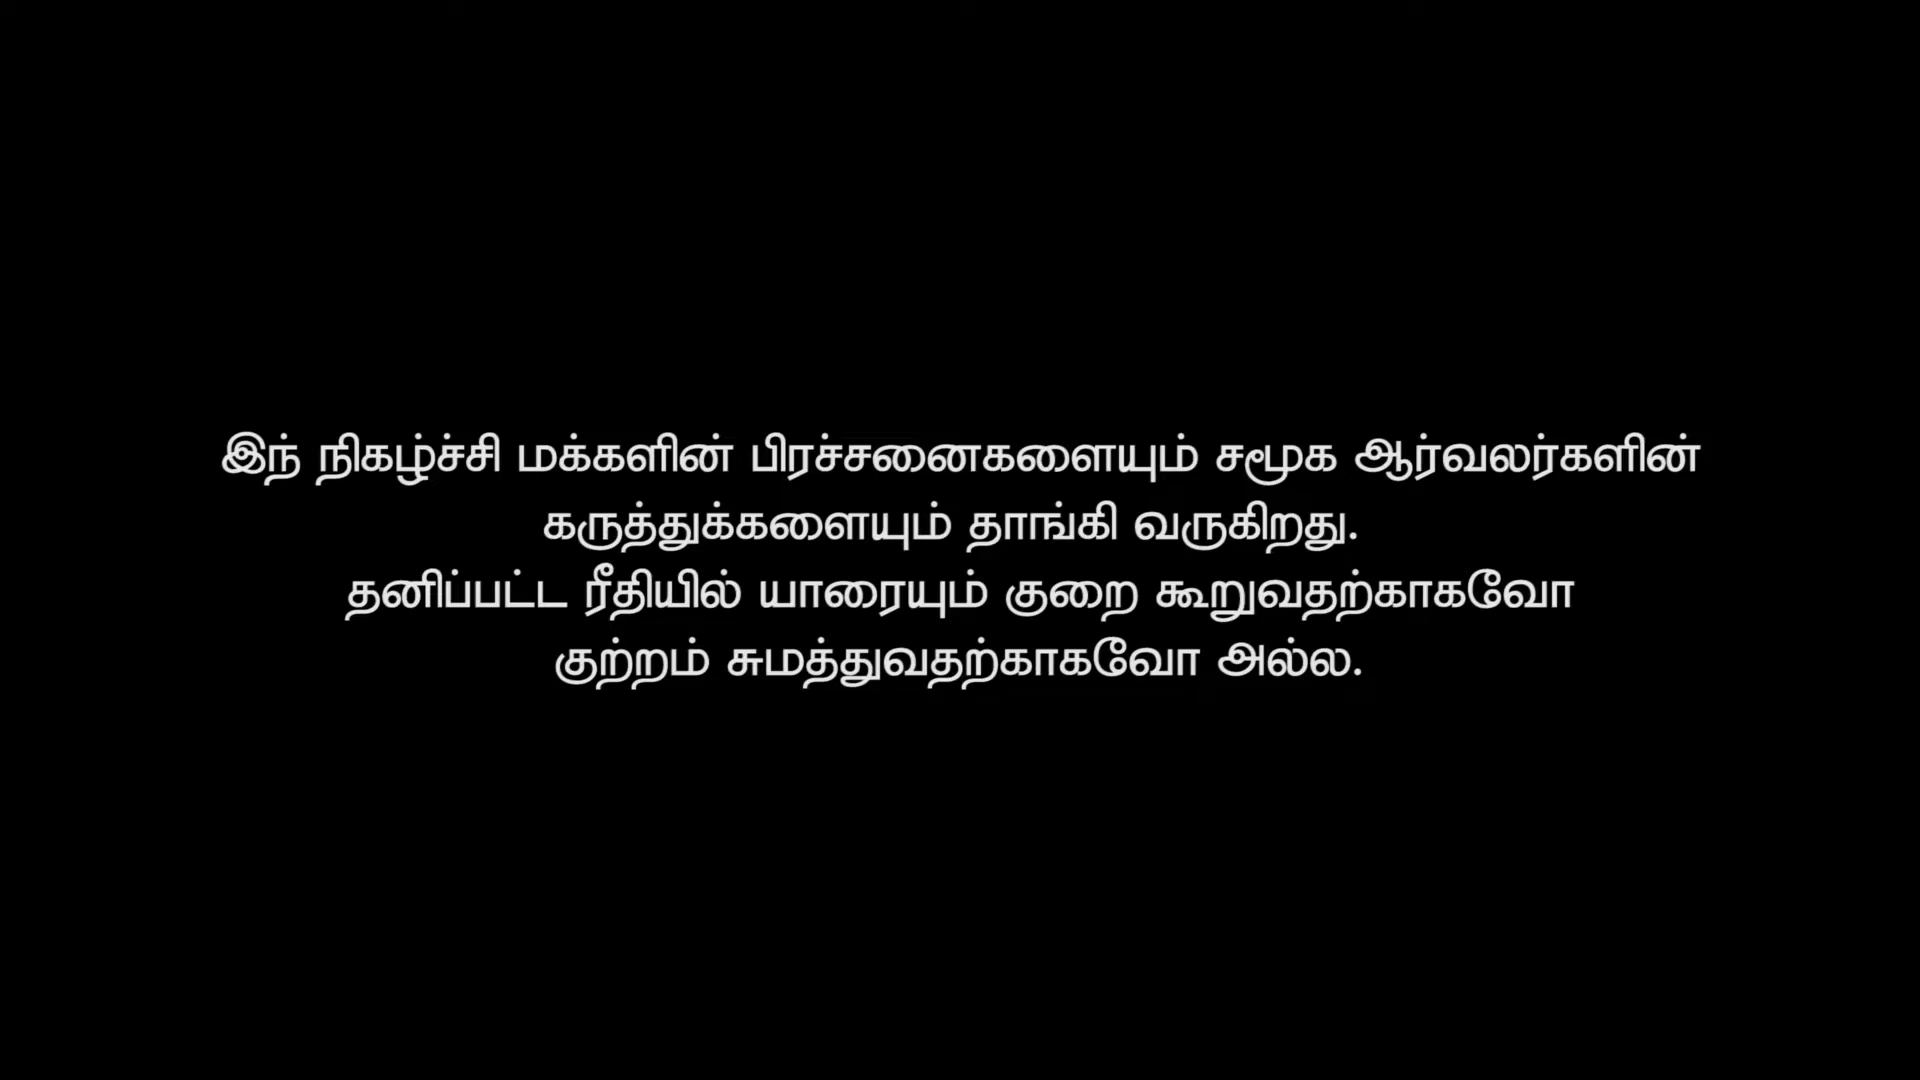 இந் நிகழ்ச்சி மக்களின் பிரச்சனைகளையும் சமூக ஆர்வலர்களின்
கருத்துக்களையும் தாங்கி வருகிறது.
தனிப்பட்ட ரீதியில் யாரையும் குறை கூறுவதற்காகவோ
குற்றம் சுமத்துவதற்காகவோ அல்ல.